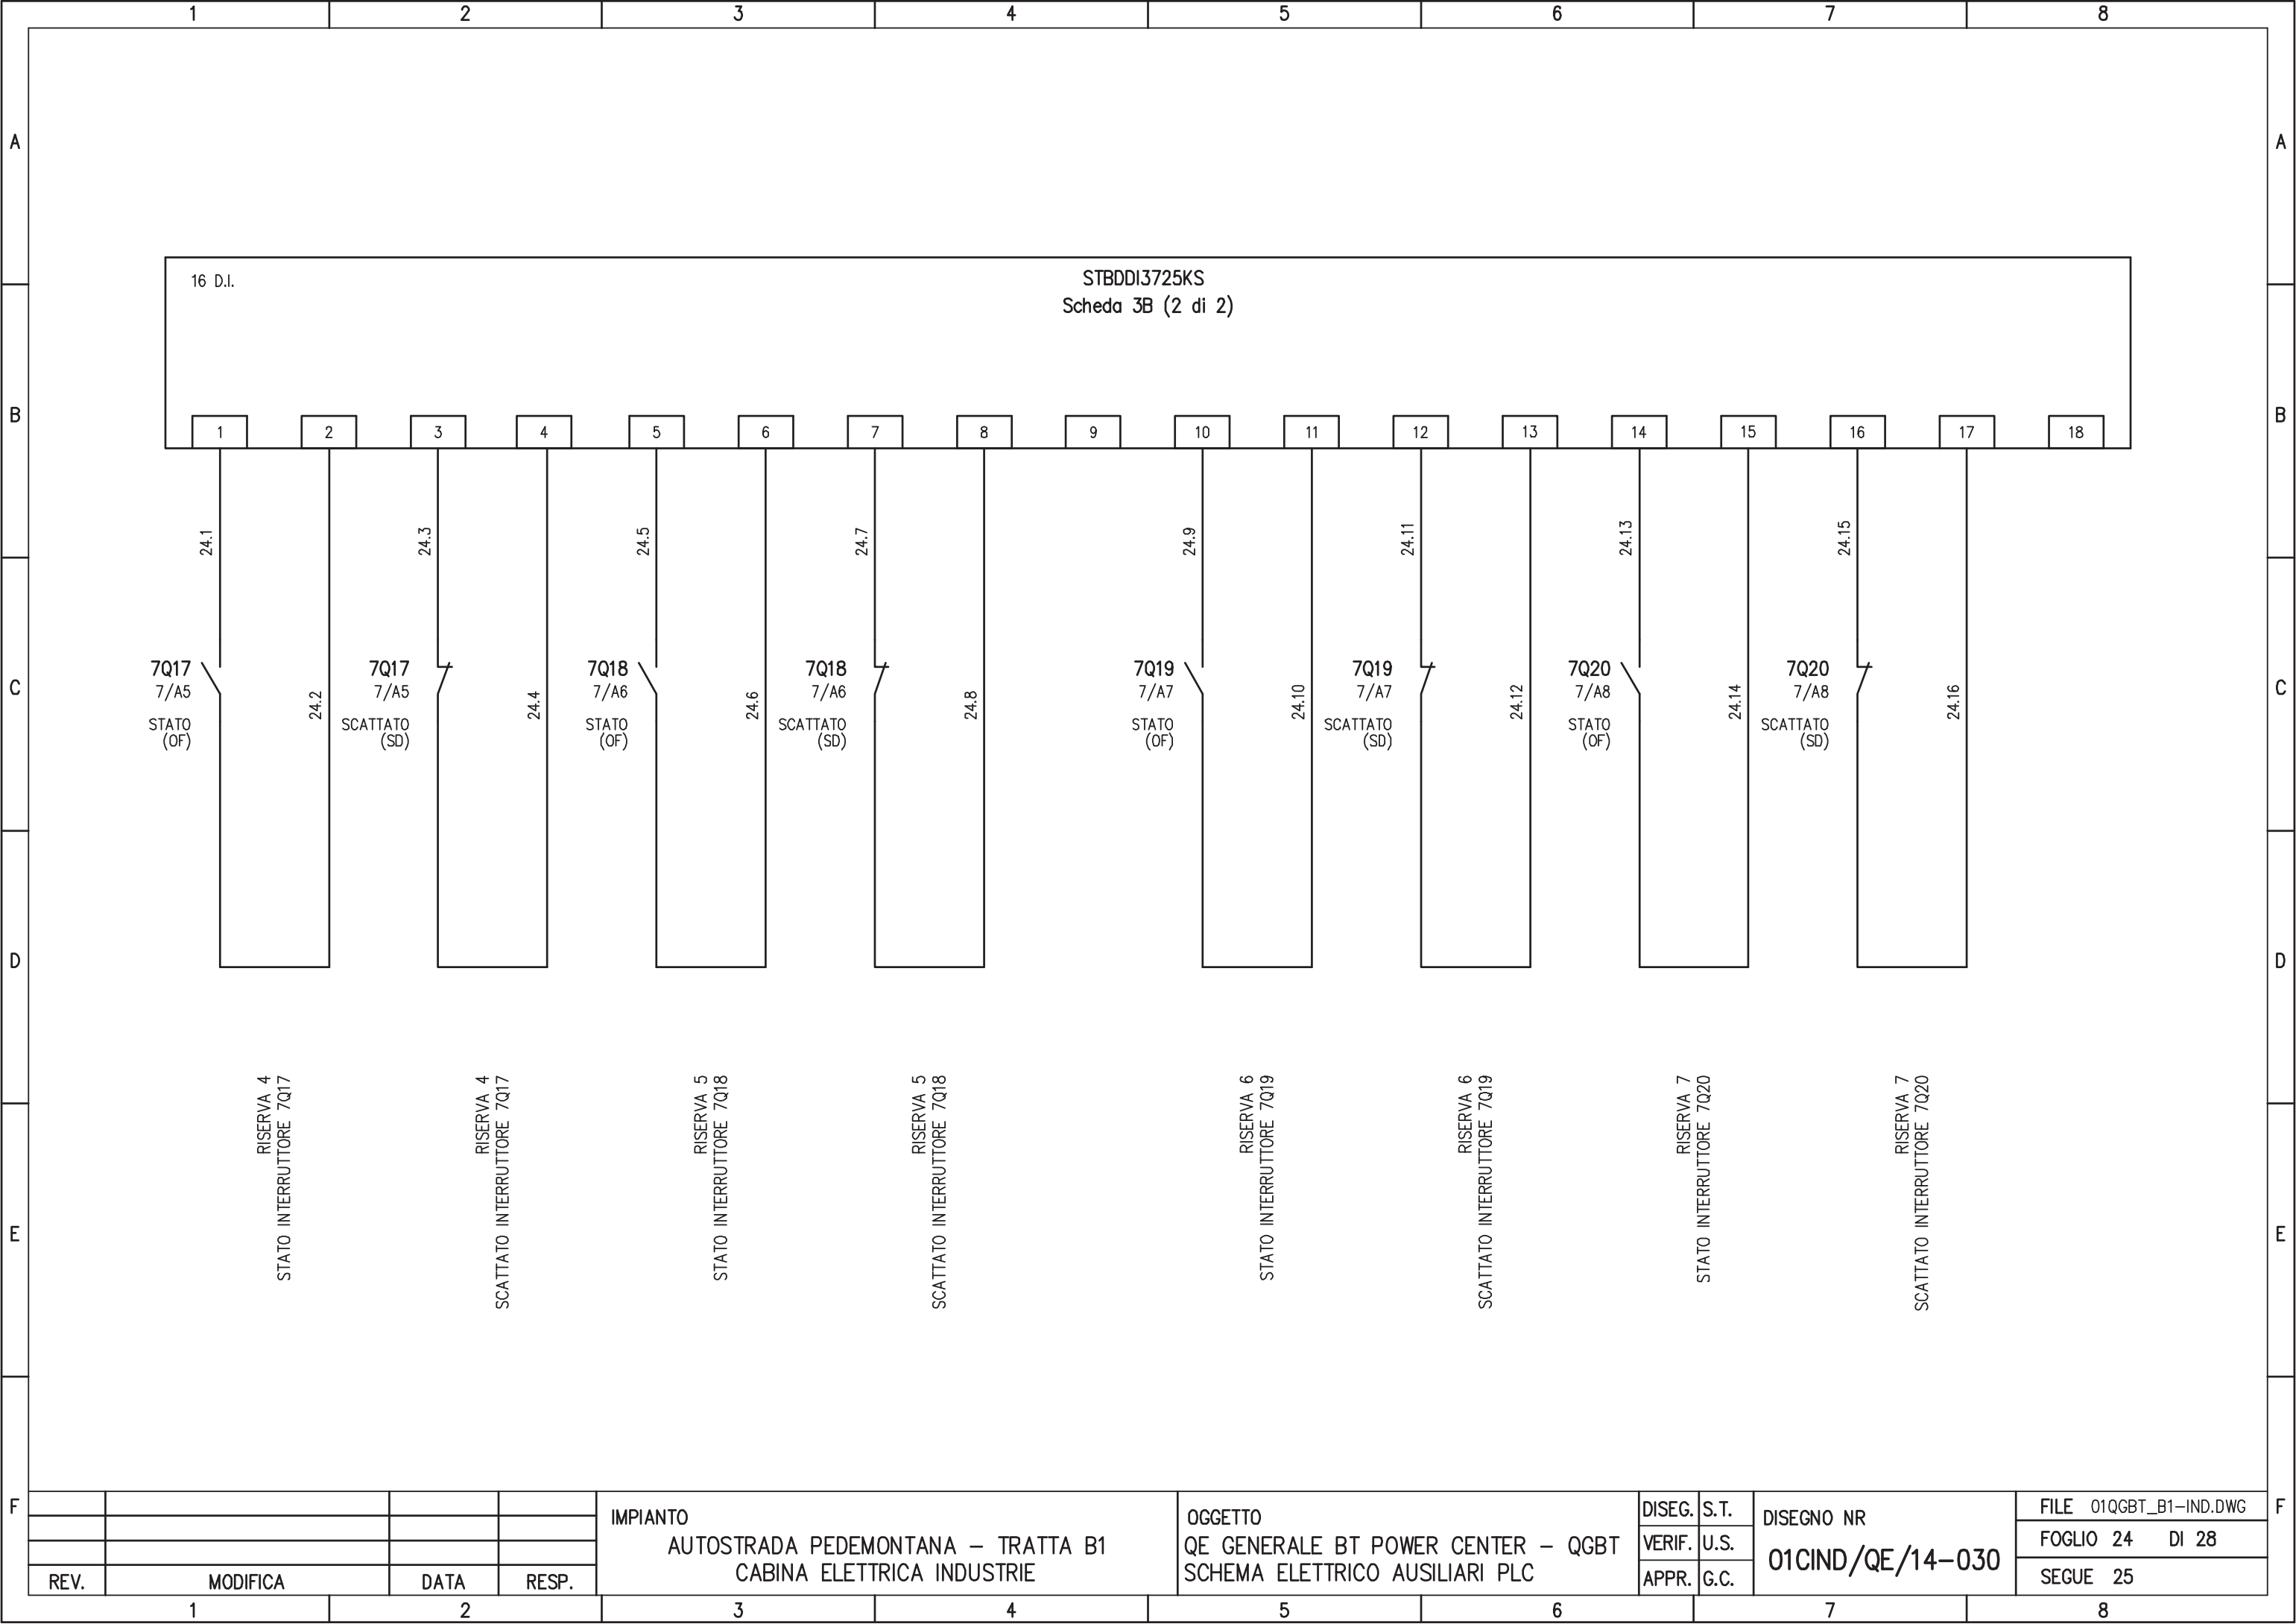 1 2 3 4 5 6 7 8
A A
16 D.I.
STBDDI3725KS
Scheda 3B (2 di 2)
B B
1 2 3 4 5 6 7 8 9 10 11 12 13 14 15 16 17 18
24.1 24.3 24.5 24.7 24.9 24.11 24.13 24.15
C C
7Q17
7/A5
STATO
(OF)
24.2
7Q17
7/A5
SCATTATO
(SD)
24.4
7Q18
7/A6
STATO
(OF)
24.6
7Q18
7/A6
SCATTATO
(SD)
24.8
7Q19
7/A7
STATO
(OF)
24.10
7Q19
7/A7
SCATTATO
(SD)
24.12
7Q20
7/A8
STATO
(OF)
24.14
7Q20
7/A8
SCATTATO
(SD)
24.16
D D
RISERVA 4
STATO INTERRUTTORE 7Q17
RISERVA 4
SCATTATO INTERRUTTORE 7Q17
RISERVA 5
STATO INTERRUTTORE 7Q18
RISERVA 5
SCATTATO INTERRUTTORE 7Q18
RISERVA 6
STATO INTERRUTTORE 7Q19
RISERVA 6
SCATTATO INTERRUTTORE 7Q19
RISERVA 7
STATO INTERRUTTORE 7Q20
RISERVA 7
SCATTATO INTERRUTTORE 7Q20
E E
F F
REV. MODIFICA DATA RESP.
IMPIANTO
AUTOSTRADA PEDEMONTANA – TRATTA B1
CABINA ELETTRICA INDUSTRIE
OGGETTO
QE GENERALE BT POWER CENTER – QGBT
SCHEMA ELETTRICO AUSILIARI PLC
DISEG. S.T.
VERIF. U.S.
APPR. G.C.
DISEGNO NR
01CIND/QE/14-030
FILE 01QGBT_B1-IND.DWG
FOGLIO 24 DI 28
SEGUE 25
1 2 3 4 5 6 7 8